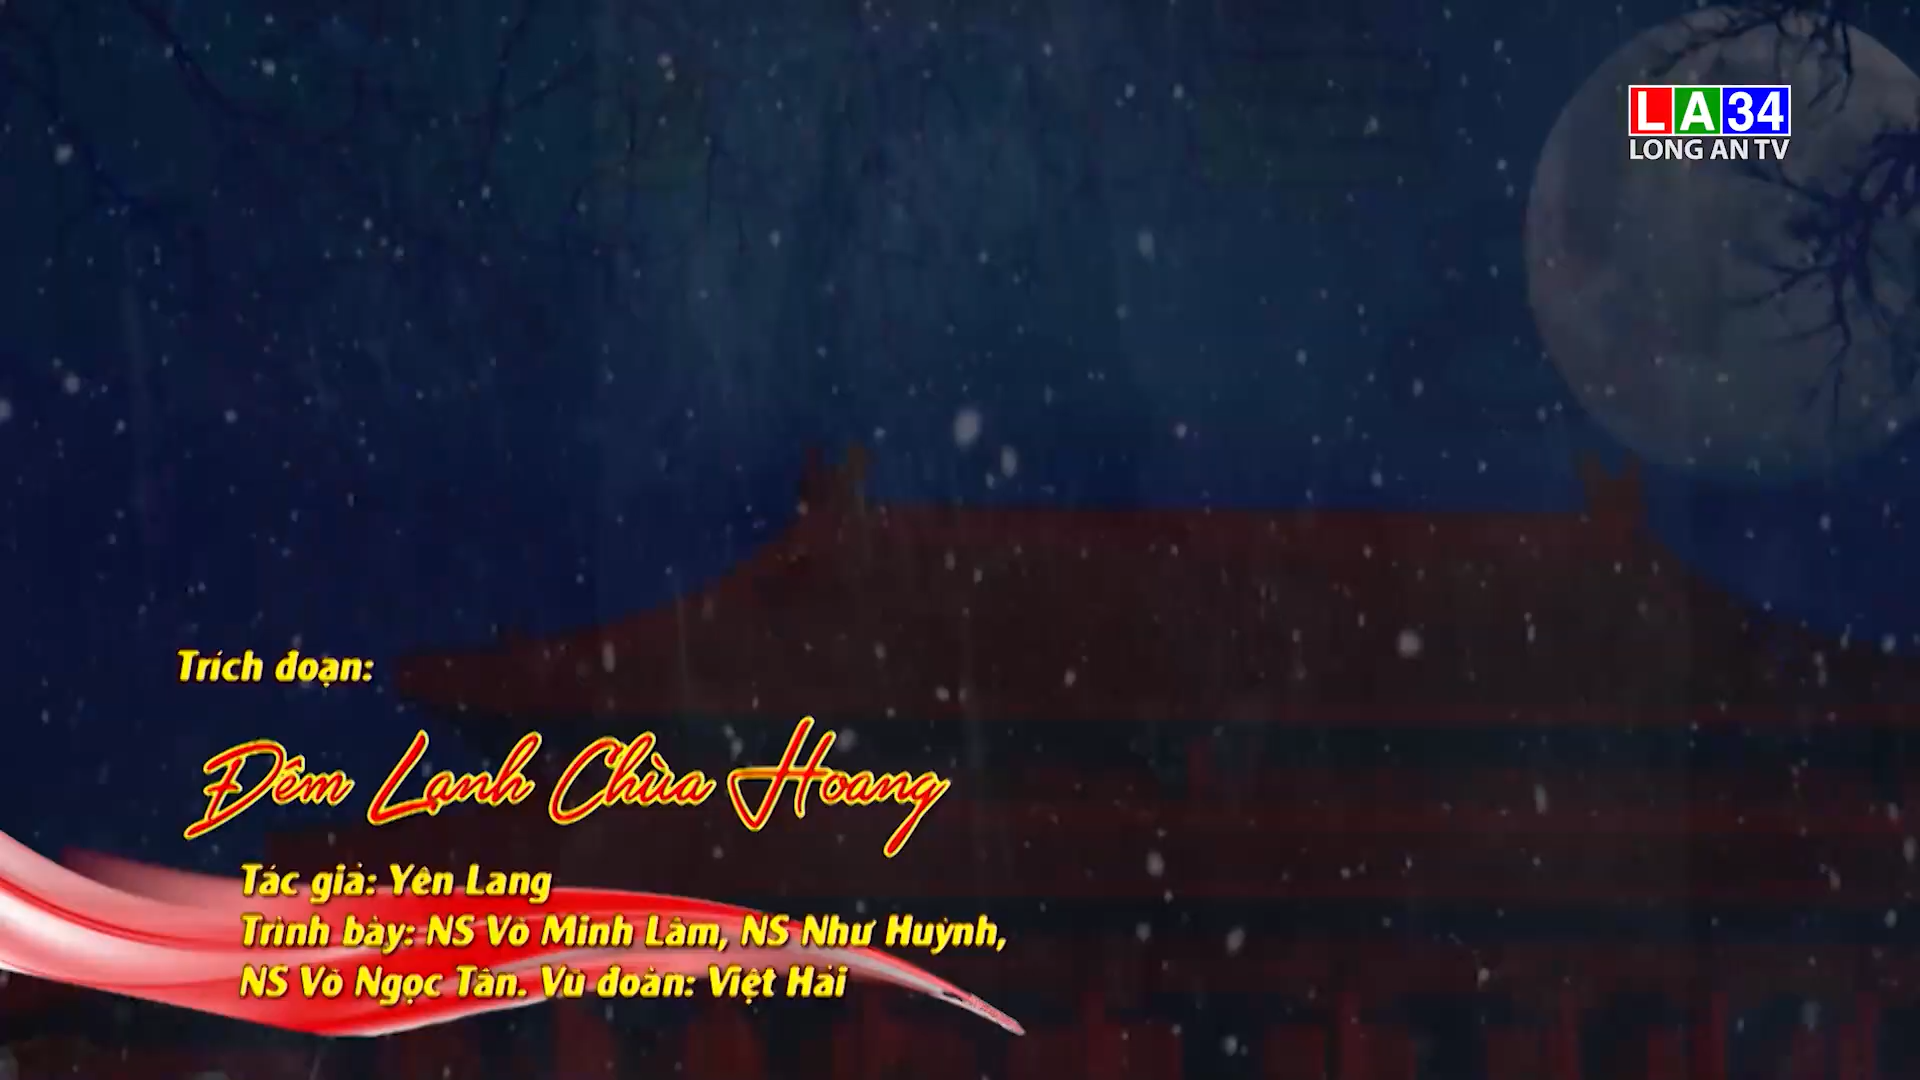 LA34
LONG AN TV
Trích đoạn:
Đêm Lạnh Chùa Hoang
Tác giả: Yên Lang
Trình bày: NS Võ Minh Lâm, NS Như Huỳnh,
NS Võ Ngọc Tân. Vũ đoàn: Việt Hải